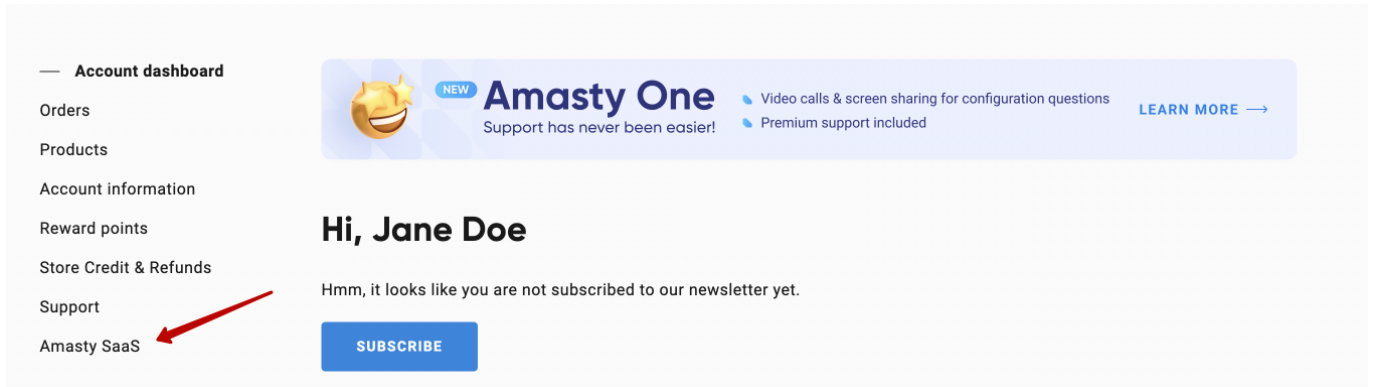 Account dashboard
Orders
Products
Account information
Reward points
Store Credit & Refunds
Support
Amasty SaaS
NEW
Amasty One
Support has never been easier!
Video calls & screen sharing for configuration questions
Premium support included
LEARN MORE
Hi, Jane Doe
Hmm, it looks like you are not subscribed to our newsletter yet.
SUBSCRIBE